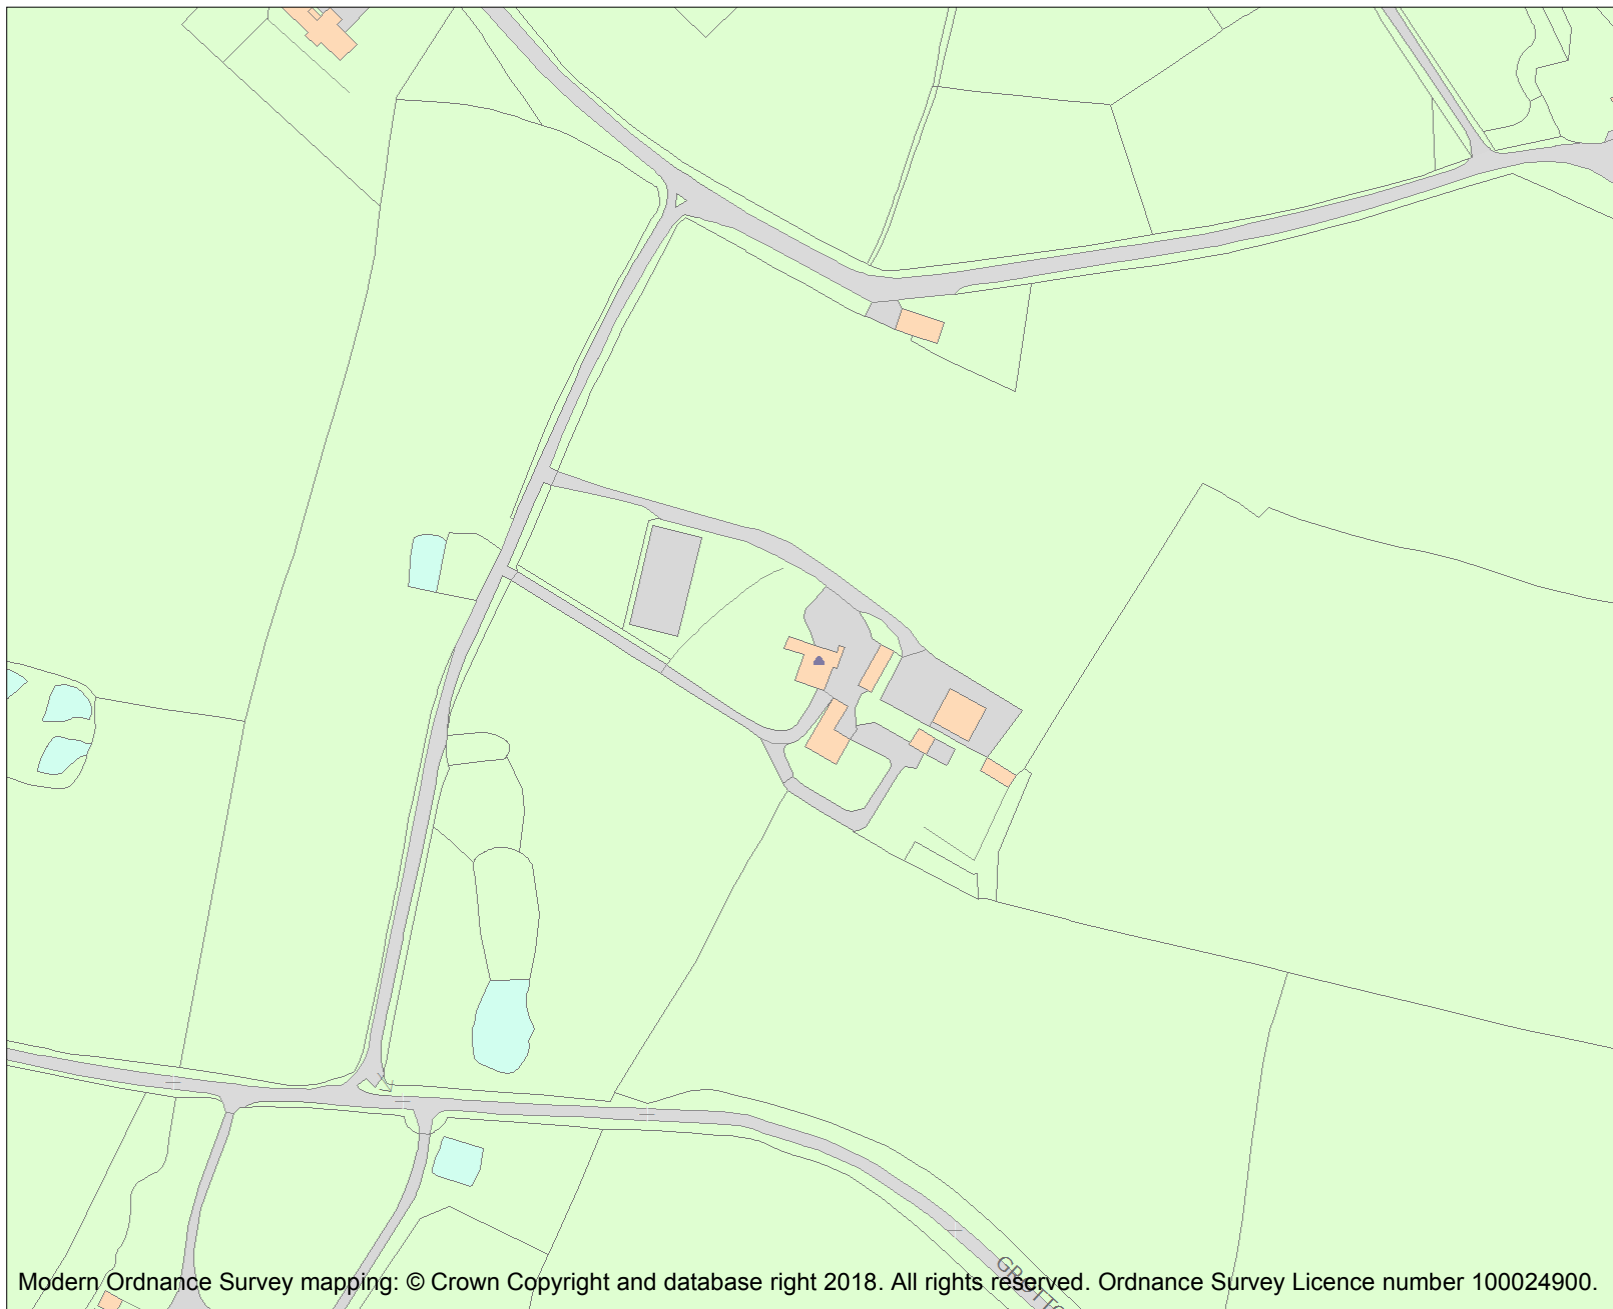 Modern Ordnance Survey mapping: © Crown Copyright and database right 2018. All rights reserved. Ordnance Survey Licence number 100024900.